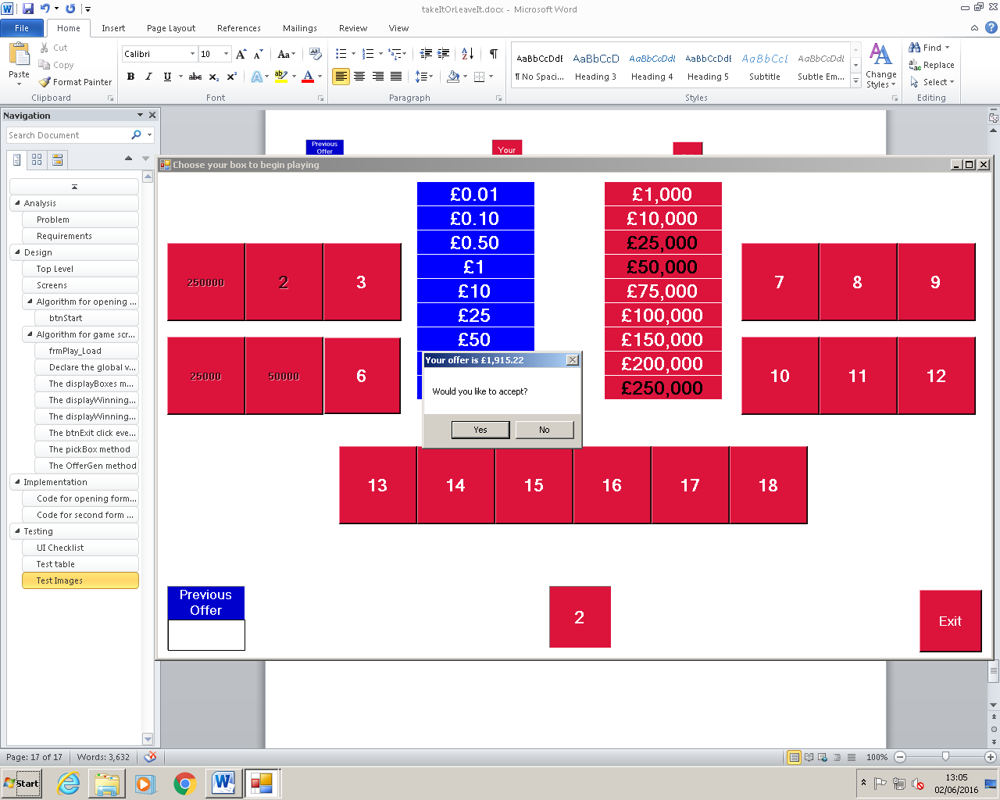 takeItOrLeaveIt.docx - Microsoft Word
File Home Insert Page Layout References Mailings Review View
Paste
Cut
Copy
Format Painter
Clipboard
Calibri 10
Font
Paragraph
AaBbCcDdE AaBbCcD AaBbCcDdE AaBbCcDdE AaBbCcL AaBbCcDdE
¶ No Spaci... Heading 3 Heading 4 Heading 5 Subtitle Subtle Em...
Change Styles
Styles
Find
Replace
Select
Editing
Navigation
Search Document
Analysis
Problem
Requirements
Design
Top Level
Screens
Algorithm for opening ...
btnStart
Algorithm for game scr...
frmPlay_Load
Declare the global v...
The displayBoxes m...
The displayWinning...
The displayWinning...
The btnExit click eve...
The pickBox method
The OfferGen method
Implementation
Code for opening form...
Code for second form ...
Testing
UI Checklist
Test table
Test Images
Previous
Offer
Your
Choose your box to begin playing
£0.01 £1,000
£0.10 £10,000
£0.50 £25,000
£1 £50,000
£10 £75,000
£25 £100,000
£50 £150,000
£200,000
£250,000
250000 2 3
7 8 9
25000 50000 6
10 11 12
Your offer is £1,915.22
Would you like to accept?
Yes No
13 14 15 16 17 18
Previous
Offer
2
Exit
Page: 17 of 17 Words: 3,632
100%
Start
13:05
02/06/2016